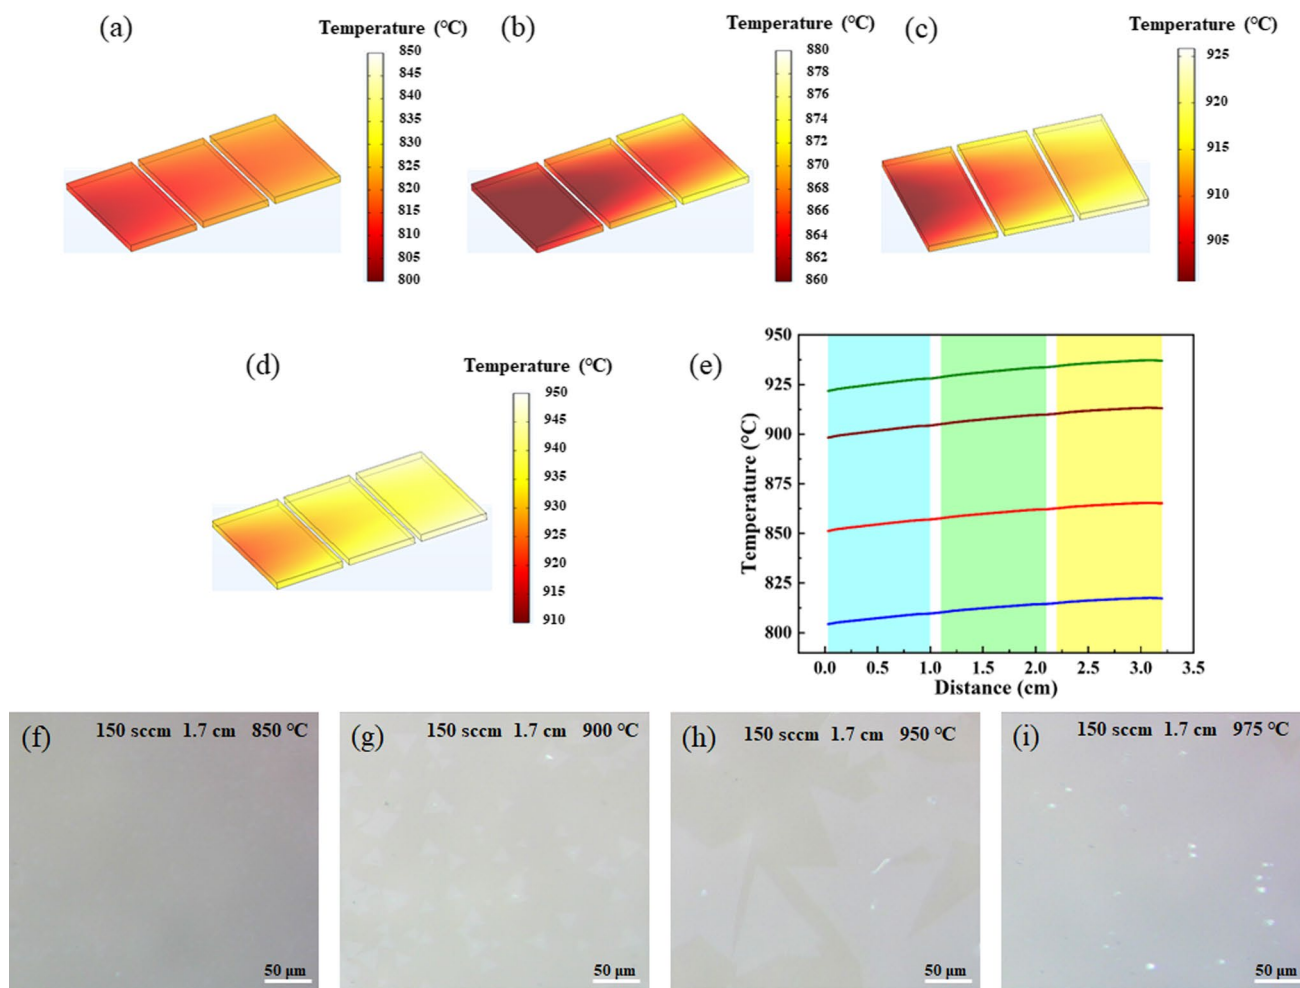 (a)
Temperature (℃)
850
845
840
835
830
825
820
815
810
805
800
(b)
Temperature (℃)
880
878
876
874
872
870
868
866
864
862
860
(c)
Temperature (℃)
925
920
915
910
905
(d)
Temperature (℃)
950
945
940
935
930
925
920
915
910
(e)
Temperature (℃)
950
925
900
875
850
825
800
0.0 0.5 1.0 1.5 2.0 2.5 3.0 3.5
Distance (cm)
(f) 150 sccm 1.7 cm 850 ℃
50 μm
(g) 150 sccm 1.7 cm 900 ℃
50 μm
(h) 150 sccm 1.7 cm 950 ℃
50 μm
(i) 150 sccm 1.7 cm 975 ℃
50 μm